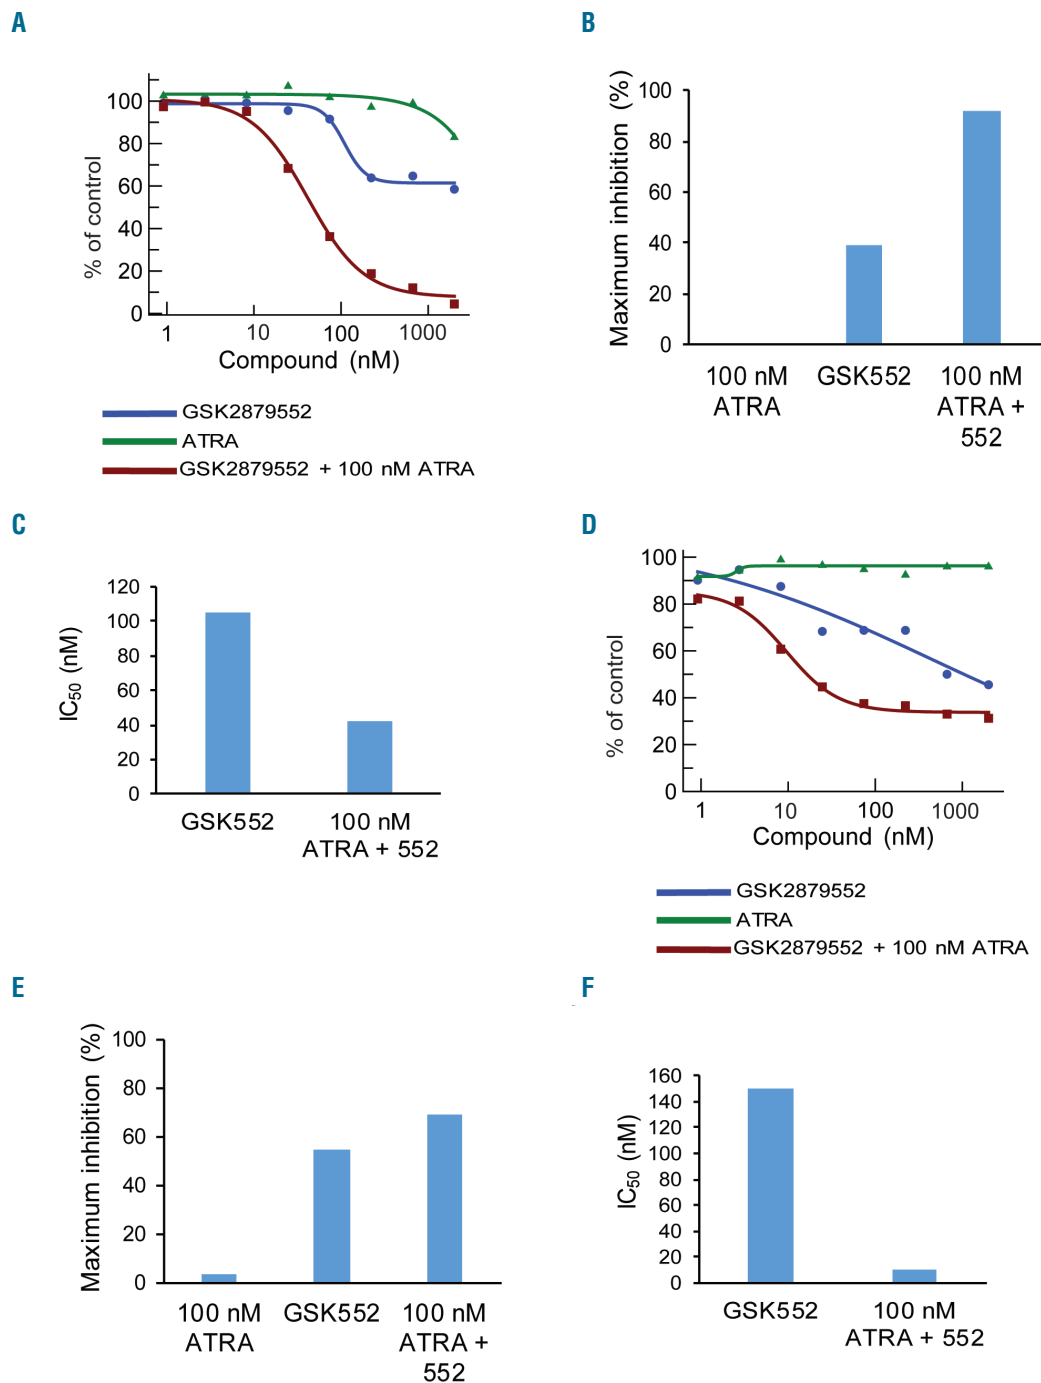 A
% of control
100
80
60
40
20
0
1 10 100 1000
Compound (nM)
GSK2879552
ATRA
GSK2879552 + 100 nM ATRA
B
Maximum inhibition (%)
100
80
60
40
20
0
100 nM
ATRA
GSK552
100 nM
ATRA +
552
C
IC50 (nM)
120
100
80
60
40
20
0
GSK552
100 nM
ATRA + 552
D
% of control
100
80
60
40
20
0
1 10 100 1000
Compound (nM)
GSK2879552
ATRA
GSK2879552 + 100 nM ATRA
E
Maximum inhibition (%)
100
80
60
40
20
0
100 nM
ATRA
GSK552
100 nM
ATRA +
552
F
IC50 (nM)
160
140
120
100
80
60
40
20
0
GSK552
100 nM
ATRA + 552